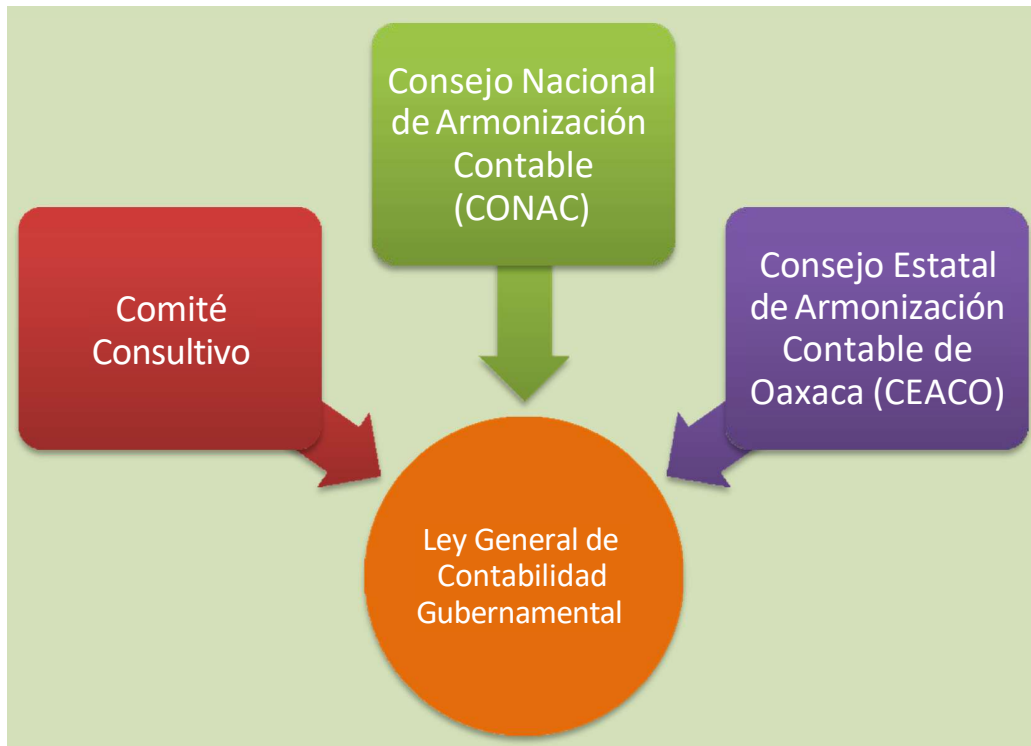 Consejo Nacional
de Armonización
Contable
(CONAC)
Comité
Consultivo
Consejo Estatal
de Armonización
Contable de
Oaxaca (CEACO)
Ley General de
Contabilidad
Gubernamental